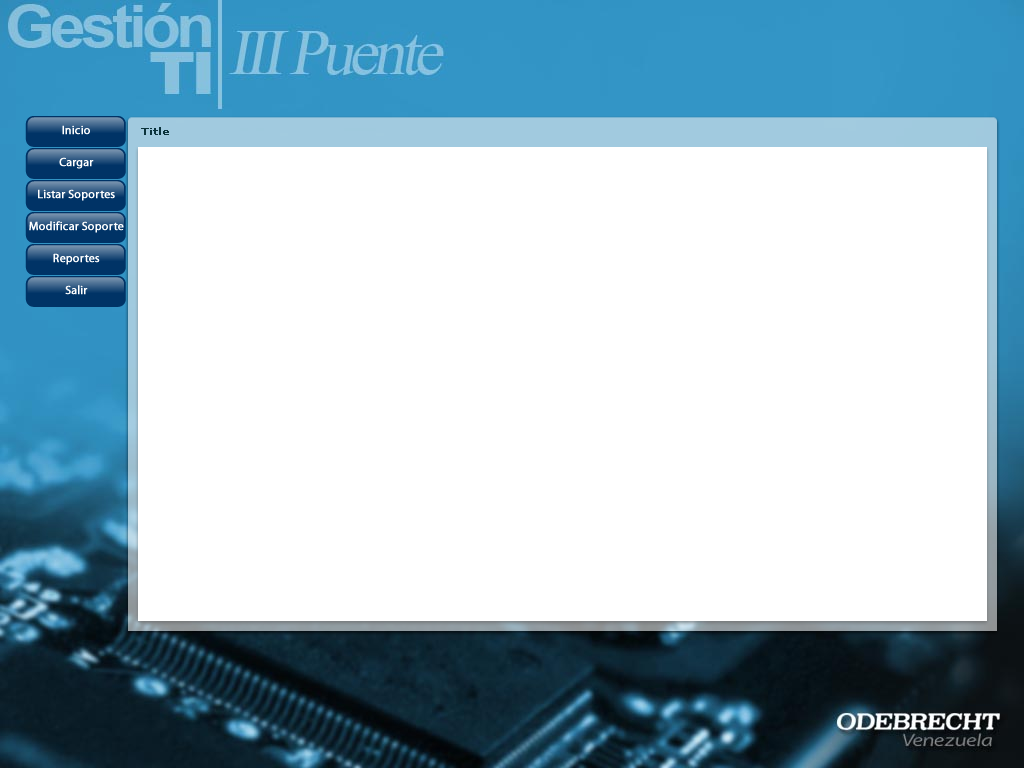 Gestión
TI
III Puente
Inicio
Title
Cargar
Listar Soportes
Modificar Soporte
Reportes
Salir
ODEBRECHT
Venezuela